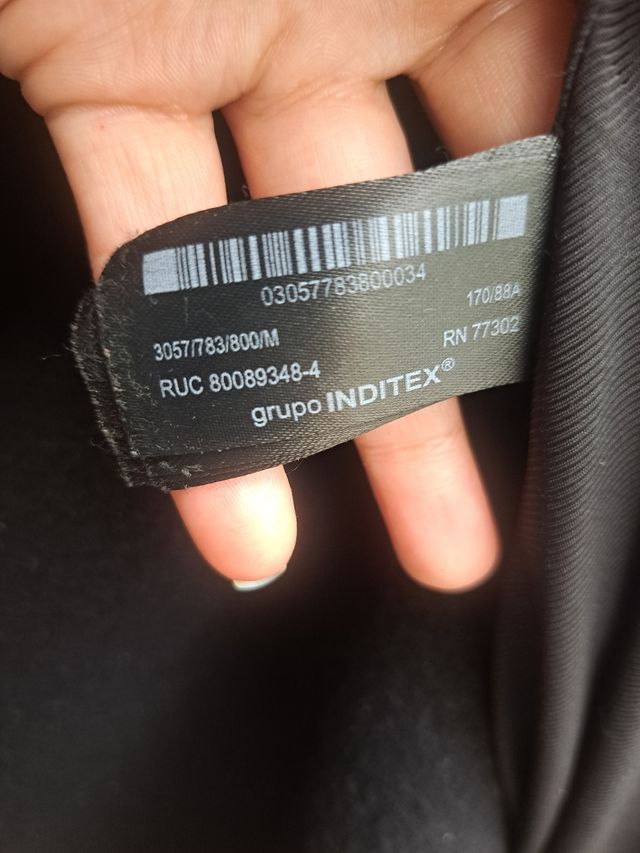 03057783800034
170/88A
3057/783/800/M
RN 77302
RUC 80089348-4
grupo INDITEX®